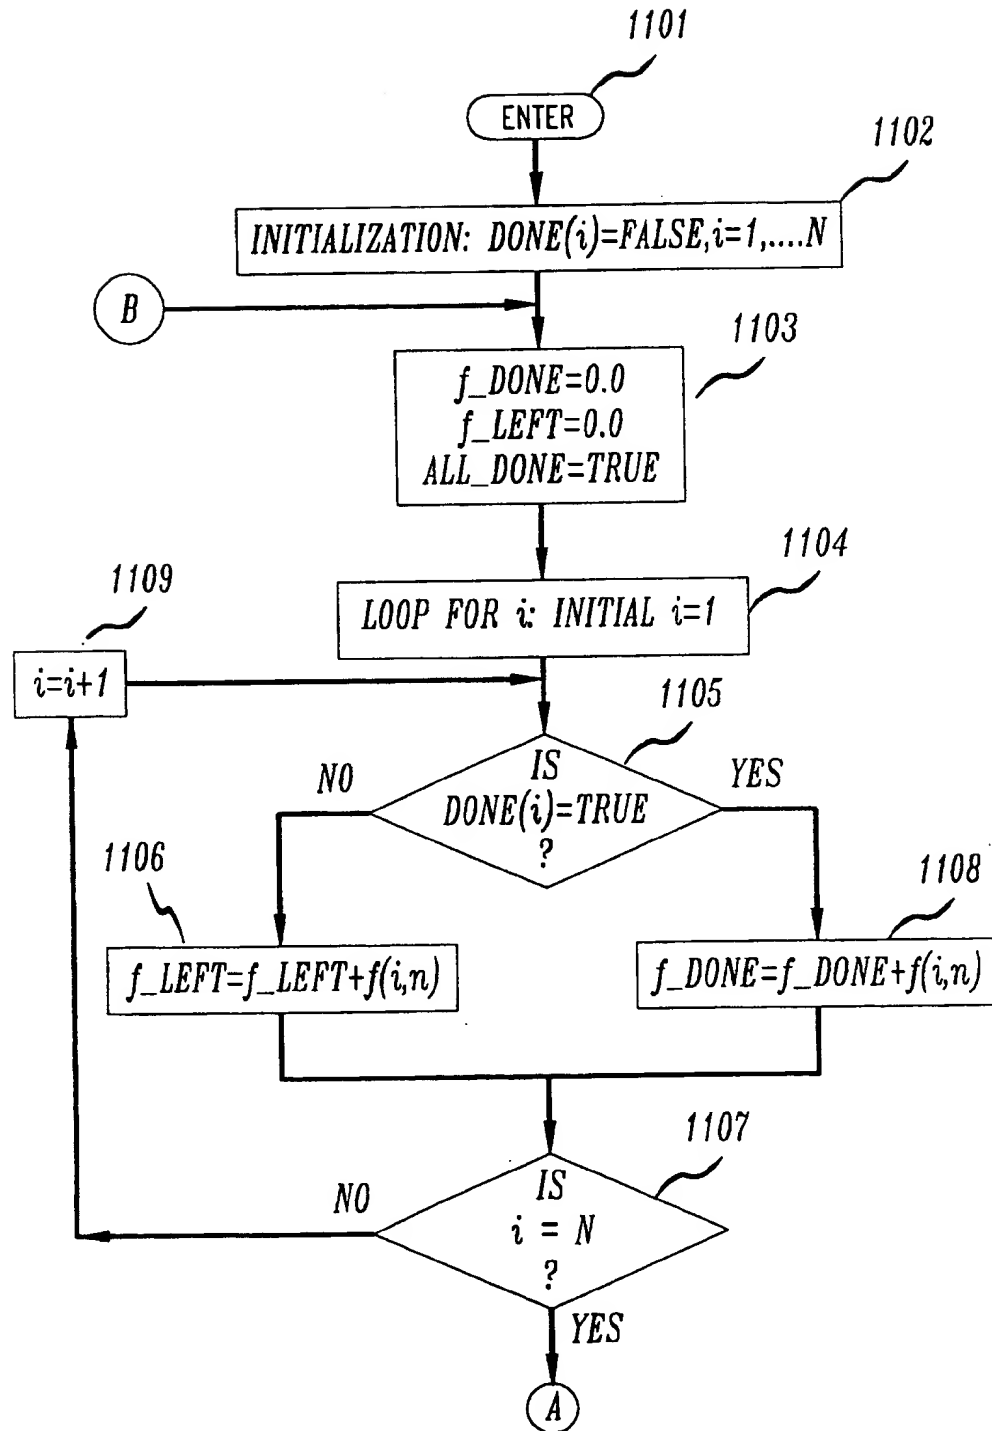 1101
ENTER
1102
INITIALIZATION: DONE(i)=FALSE,i=1,....N
B
1103
f_DONE=0.0
f_LEFT=0.0
ALL_DONE=TRUE
1104
LOOP FOR i: INITIAL i=1
1109
i=i+1
1105
IS
DONE(i)=TRUE
?
NO
YES
1106
f_LEFT=f_LEFT+f(i,n)
1108
f_DONE=f_DONE+f(i,n)
1107
IS
i = N
?
NO
YES
A